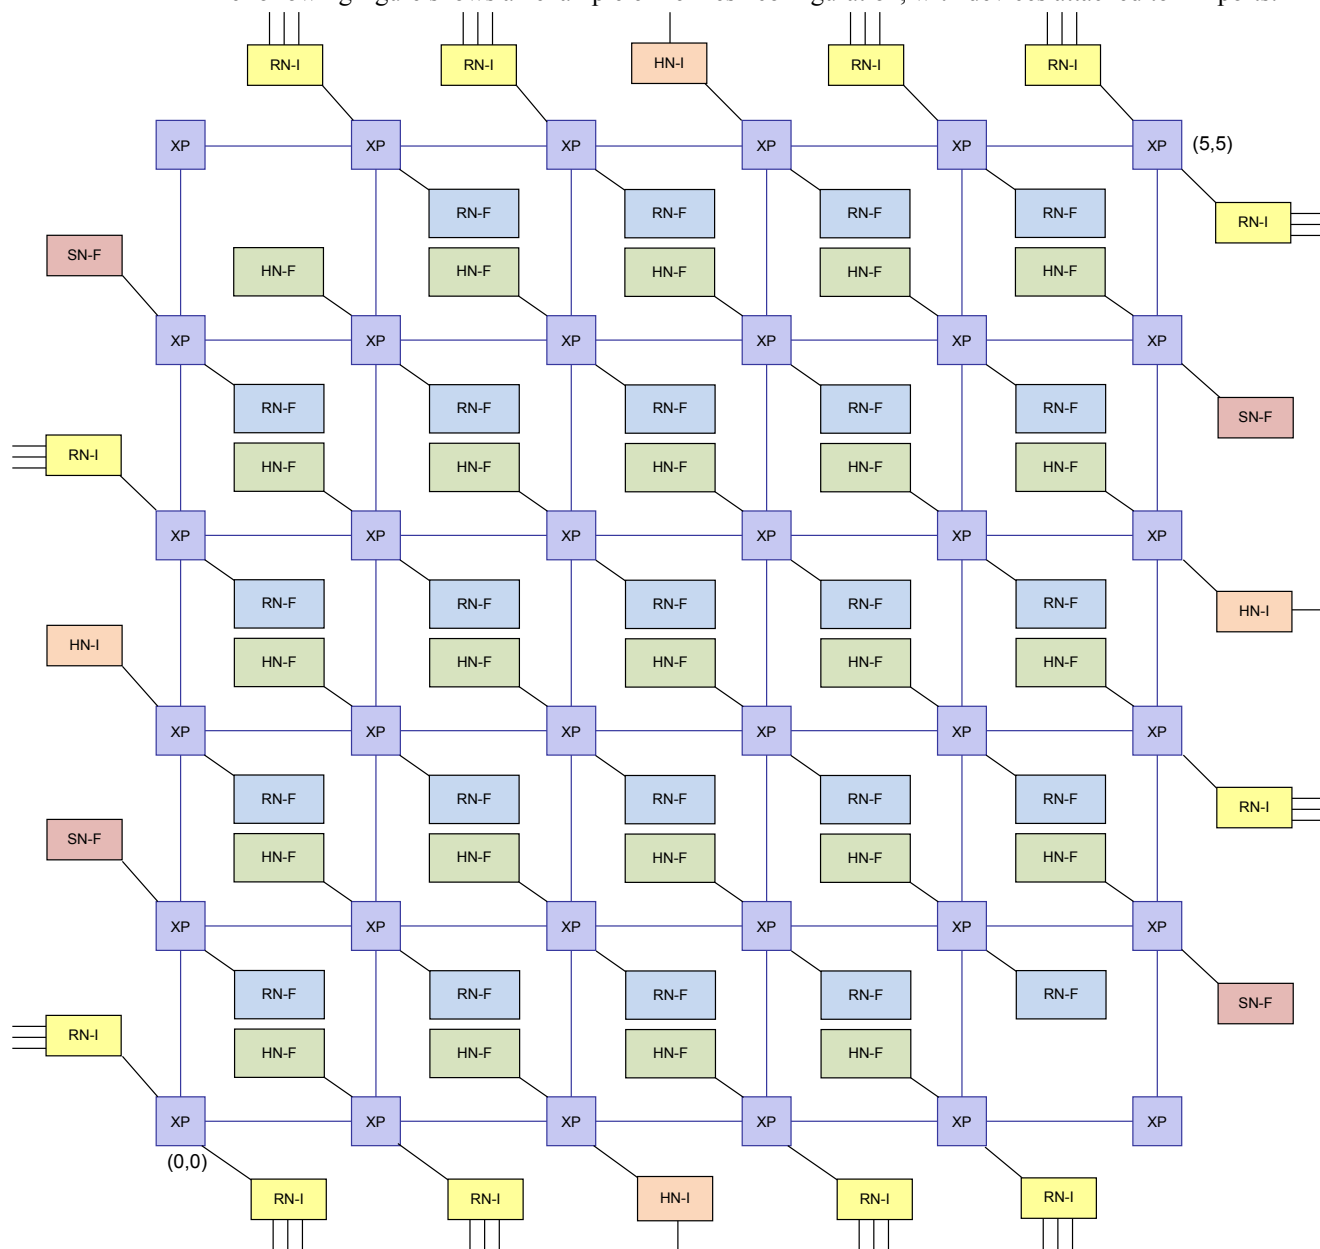 RN-I RN-I HN-I RN-I RN-I
XP XP XP XP XP XP (5,5)
RN-F RN-F RN-F RN-F RN-I
SN-F HN-F HN-F HN-F HN-F HN-F
XP XP XP XP XP XP
RN-F RN-F RN-F RN-F RN-F SN-F
RN-I HN-F HN-F HN-F HN-F HN-F
XP XP XP XP XP XP
RN-F RN-F RN-F RN-F RN-F HN-I
HN-I HN-F HN-F HN-F HN-F HN-F
XP XP XP XP XP XP
RN-F RN-F RN-F RN-F RN-F RN-I
SN-F HN-F HN-F HN-F HN-F HN-F
XP XP XP XP XP XP
RN-F RN-F RN-F RN-F RN-F SN-F
RN-I HN-F HN-F HN-F HN-F
XP XP XP XP XP XP
(0,0)
RN-I RN-I HN-I RN-I RN-I